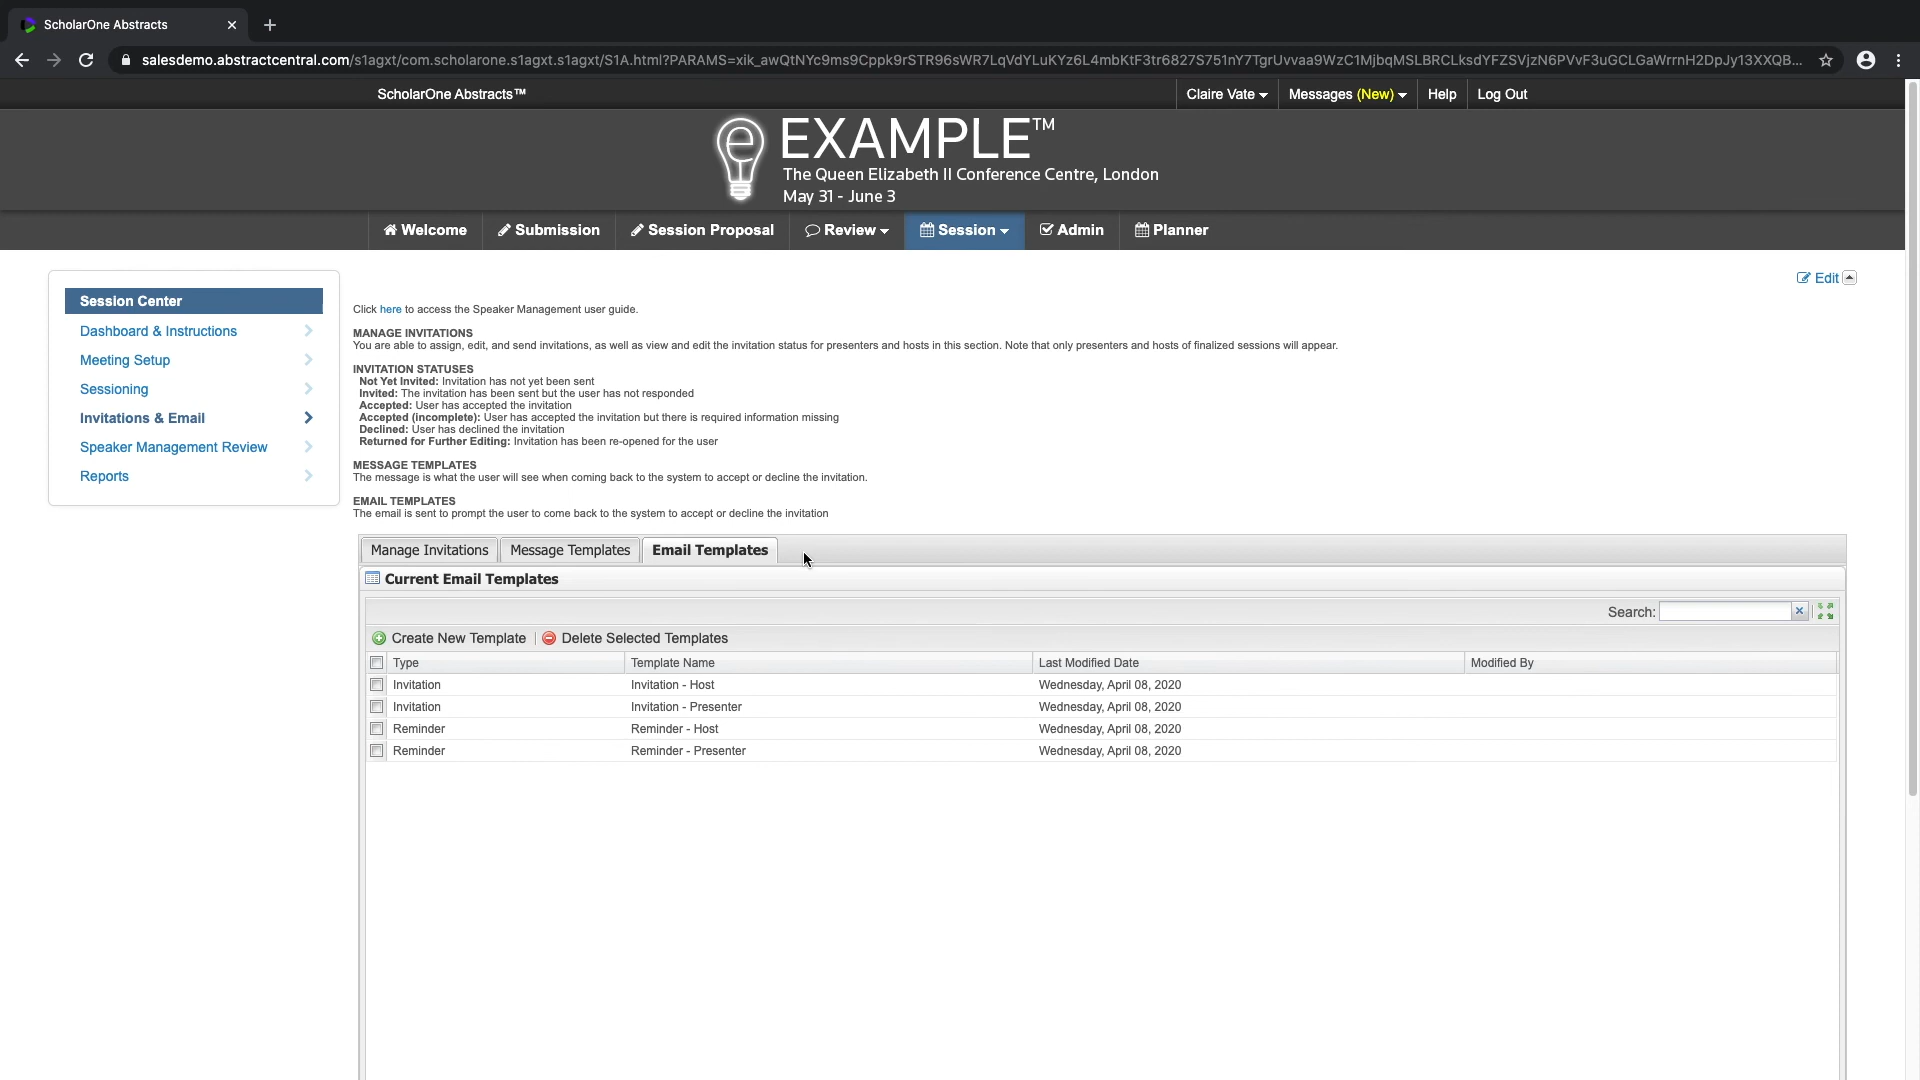 ScholarOne Abstracts
salesdemo.abstractcentral.com/s1agxt/com.scholarone.s1agxt.s1agxt/S1A.html?PARAMS=xik_awQtNYc9ms9Cppk9rSTR96sWR7LqVdYLuKYz6L4mbKtF3tr6827S751nY7TgrUvvaa9WzC1MjbqMSLBRCLksdYFZSVjzN6PVvF3uGCLGaWrrnH2DpJy13XXQB...
ScholarOne Abstracts™
Claire Vate
Messages (New)
Help
Log Out
EXAMPLE™
The Queen Elizabeth II Conference Centre, London
May 31 - June 3
Welcome
Submission
Session Proposal
Review
Session
Admin
Planner
Session Center
Dashboard & Instructions
Meeting Setup
Sessioning
Invitations & Email
Speaker Management Review
Reports
Edit
Click here to access the Speaker Management user guide.
MANAGE INVITATIONS
You are able to assign, edit, and send invitations, as well as view and edit the invitation status for presenters and hosts in this section. Note that only presenters and hosts of finalized sessions will appear.
INVITATION STATUSES
Not Yet Invited: Invitation has not yet been sent
Invited: The invitation has been sent but the user has not responded
Accepted: User has accepted the invitation
Accepted (incomplete): User has accepted the invitation but there is required information missing
Declined: User has declined the invitation
Returned for Further Editing: Invitation has been re-opened for the user
MESSAGE TEMPLATES
The message is what the user will see when coming back to the system to accept or decline the invitation.
EMAIL TEMPLATES
The email is sent to prompt the user to come back to the system to accept or decline the invitation
Manage Invitations
Message Templates
Email Templates
Current Email Templates
Search:
Create New Template
Delete Selected Templates
Type Template Name Last Modified Date Modified By
Invitation Invitation - Host Wednesday, April 08, 2020
Invitation Invitation - Presenter Wednesday, April 08, 2020
Reminder Reminder - Host Wednesday, April 08, 2020
Reminder Reminder - Presenter Wednesday, April 08, 2020